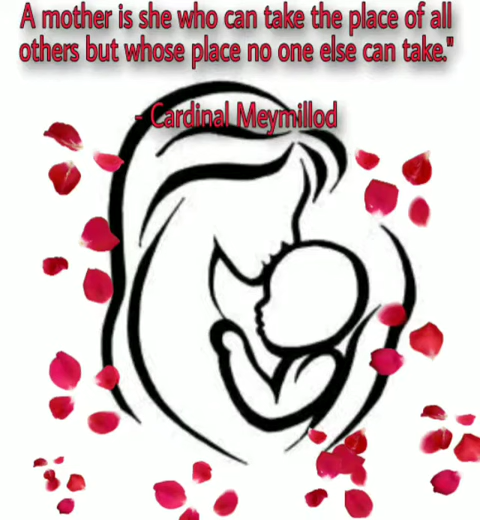 A mother is she who can take the place of all
others but whose place no one else can take."
- Cardinal Meymillod